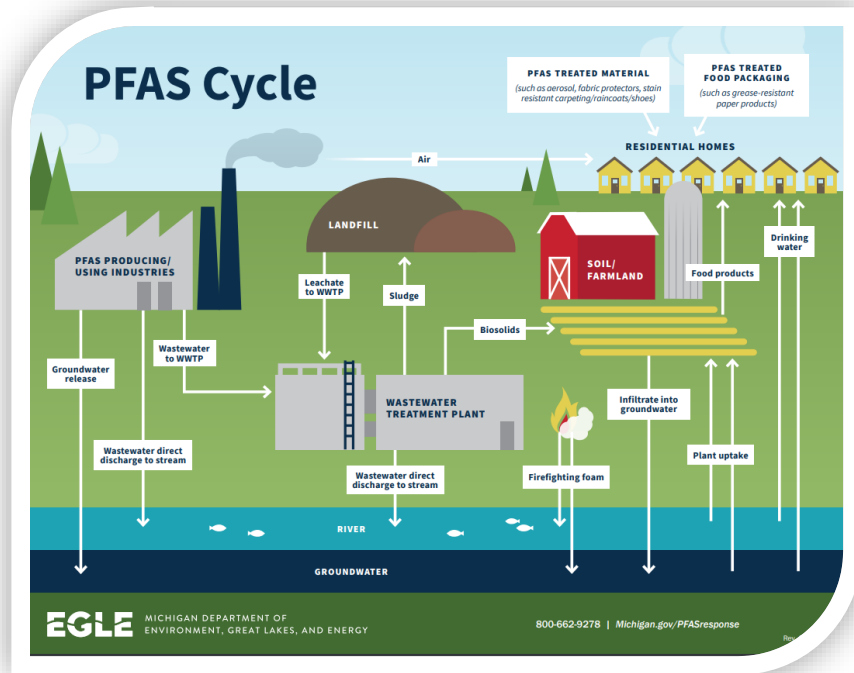 PFAS Cycle
PFAS TREATED MATERIAL
(such as aerosol, fabric protectors, stain
resistant carpeting/raincoats/shoes)
PFAS TREATED
FOOD PACKAGING
(such as grease-resistant
paper products)
RESIDENTIAL HOMES
Air
LANDFILL
PFAS PRODUCING/
USING INDUSTRIES
SOIL/
FARMLAND
Drinking
water
Food products
Leachate
to WWTP
Sludge
Biosolids
Wastewater
to WWTP
Groundwater
release
WASTEWATER
TREATMENT PLANT
Infiltrate into
groundwater
Wastewater direct
discharge to stream
Plant uptake
Wastewater direct
discharge to stream
Firefighting foam
RIVER
GROUNDWATER
EGLE
MICHIGAN DEPARTMENT OF
ENVIRONMENT, GREAT LAKES, AND ENERGY
800-662-9278 | Michigan.gov/PFASresponse